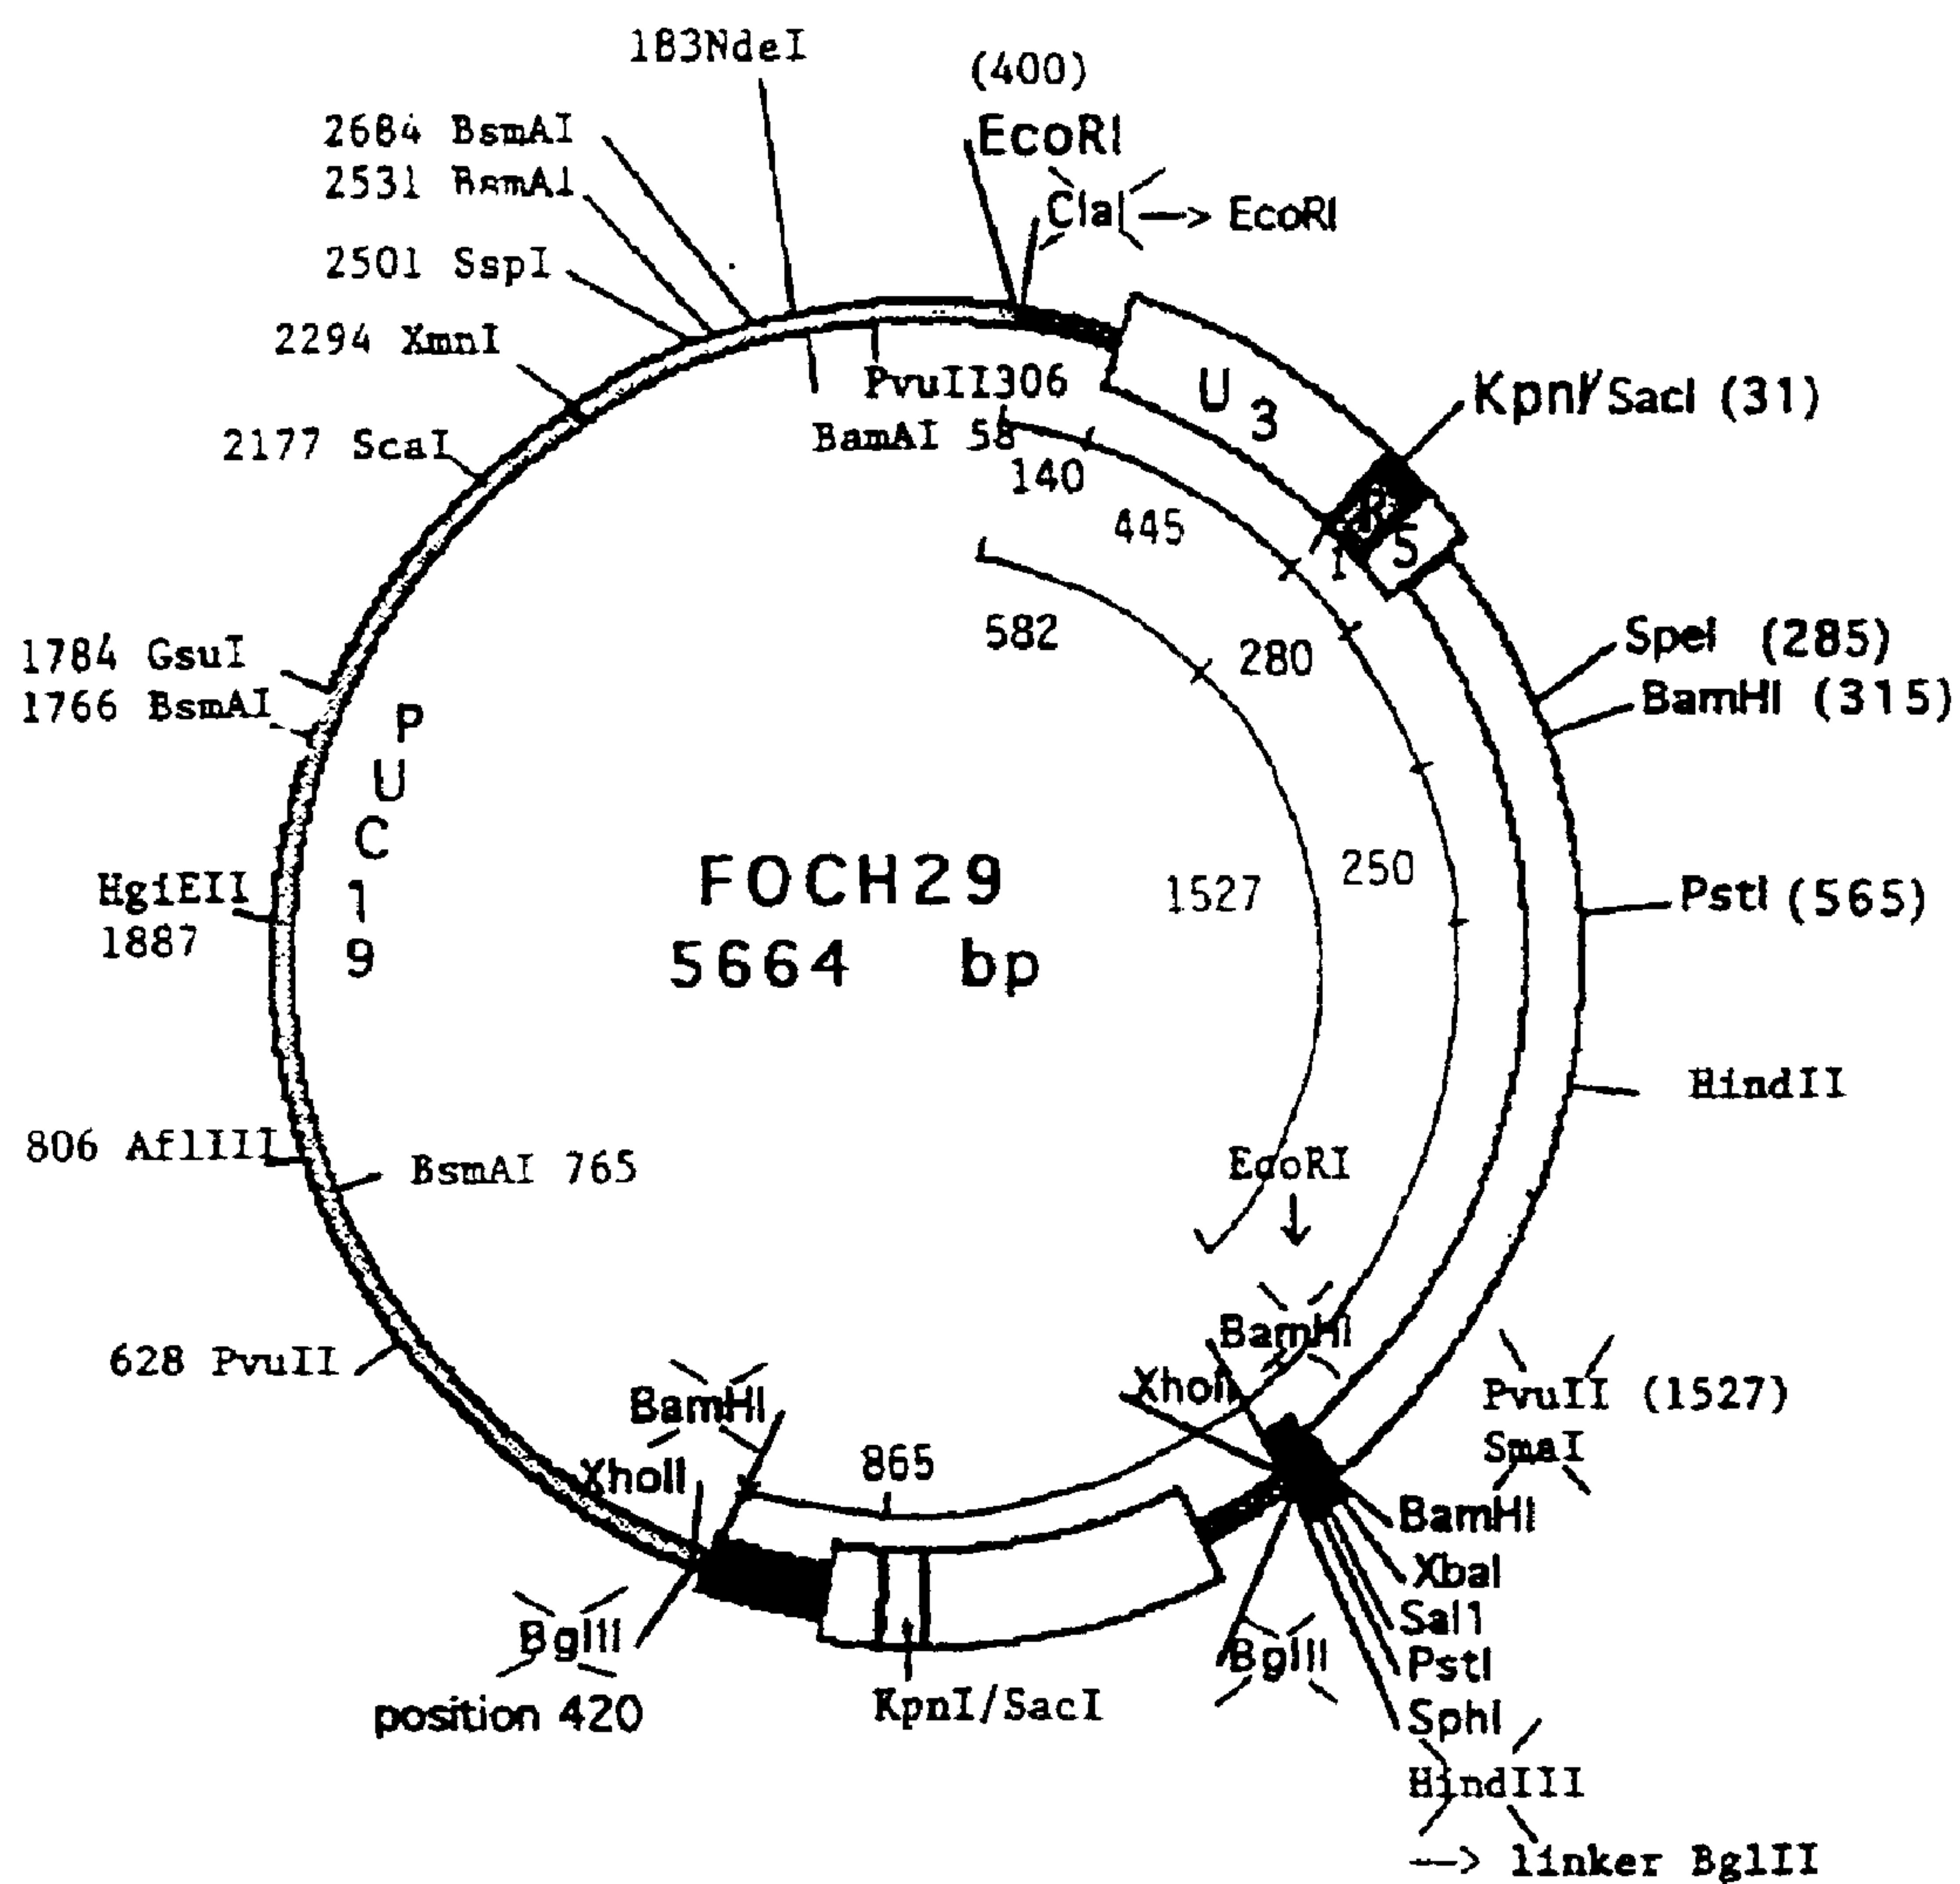 183NdeI
(400)
EcoRI
2684 BsmAI
2531 BsmAI
ClaI —> EcoRI
2501 SspI
2294 XmnI
PvuII306
U 3
KpnI/SacI (31)
BamAI 58
2177 ScaI
140
445
R
5
582
280
SpeI (285)
1784 GsuI
BamHI (315)
1766 BsmAI
P
U
C
1
9
FOCH29
5664 bp
1527
250
HgiEII
1887
PstI (565)
HindII
806 AflIII
BsmAI 765
EcoRI
BamHI
628 PvuII
XhoII
PvuII (1527)
BamHI
SmaI
XhoII
865
BamHI
XbaI
Sal1
BglII
BglII
PstI
position 420
KpnI/SacI
SphI
HindIII
—> linker BglII